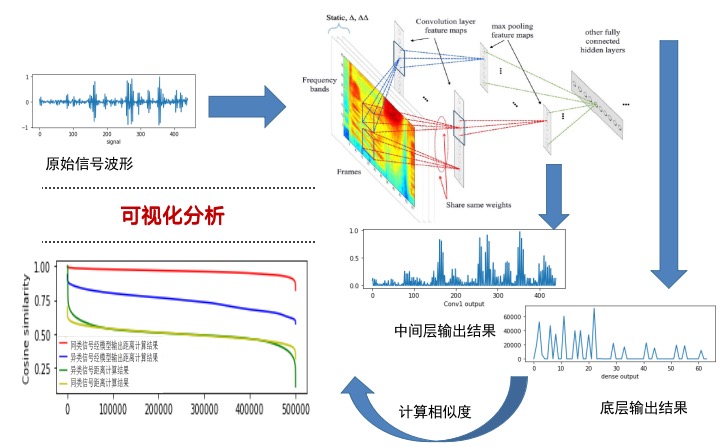 Static, Δ, ΔΔ
Convolution layer
feature maps
max pooling
feature maps
other fully
connected
hidden layers
Frequency
bands
Frames
Share same weights
1
0
−1
0
100
200
300
400
signal
原始信号波形
可视化分析
1.0
0.5
0.0
0
100
200
300
400
Conv1 output
中间层输出结果
60000
40000
20000
0
0
10
20
30
40
50
60
dense output
底层输出结果
Cosine similarity
1.00
0.75
0.50
0.25
同类信号经模型输出距离计算结果
异类信号经模型输出距离计算结果
异类信号距离计算结果
同类信号距离计算结果
0
100000
200000
300000
400000
500000
计算相似度